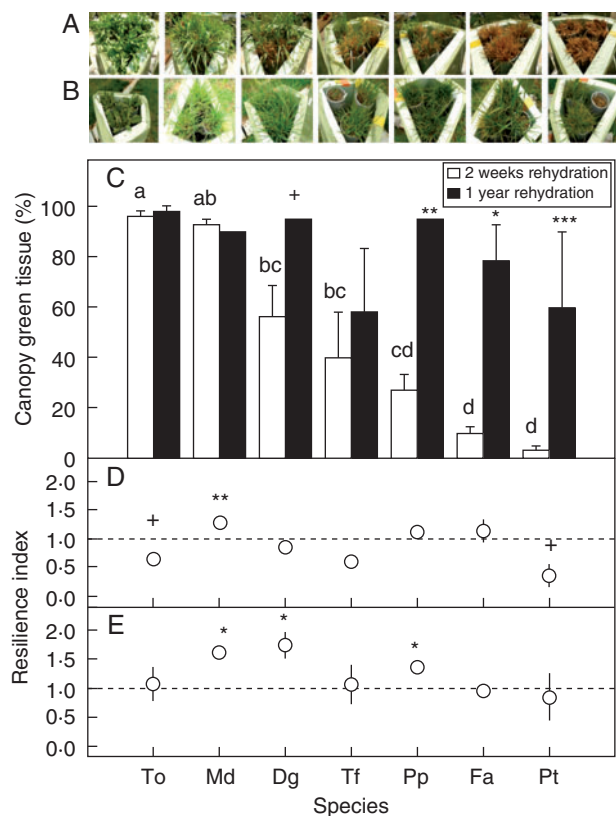 A
B
C
2 weeks rehydration
1 year rehydration
Canopy green tissue (%)
100
80
60
40
20
0
a
ab
bc
+
bc
cd
**
d
*
d
***
D
Resilience index
2·0
1·5
1·0
0·5
0·0
+
**
+
E
2·0
1·5
1·0
0·5
0·0
*
*
*
To Md Dg Tf Pp Fa Pt
Species